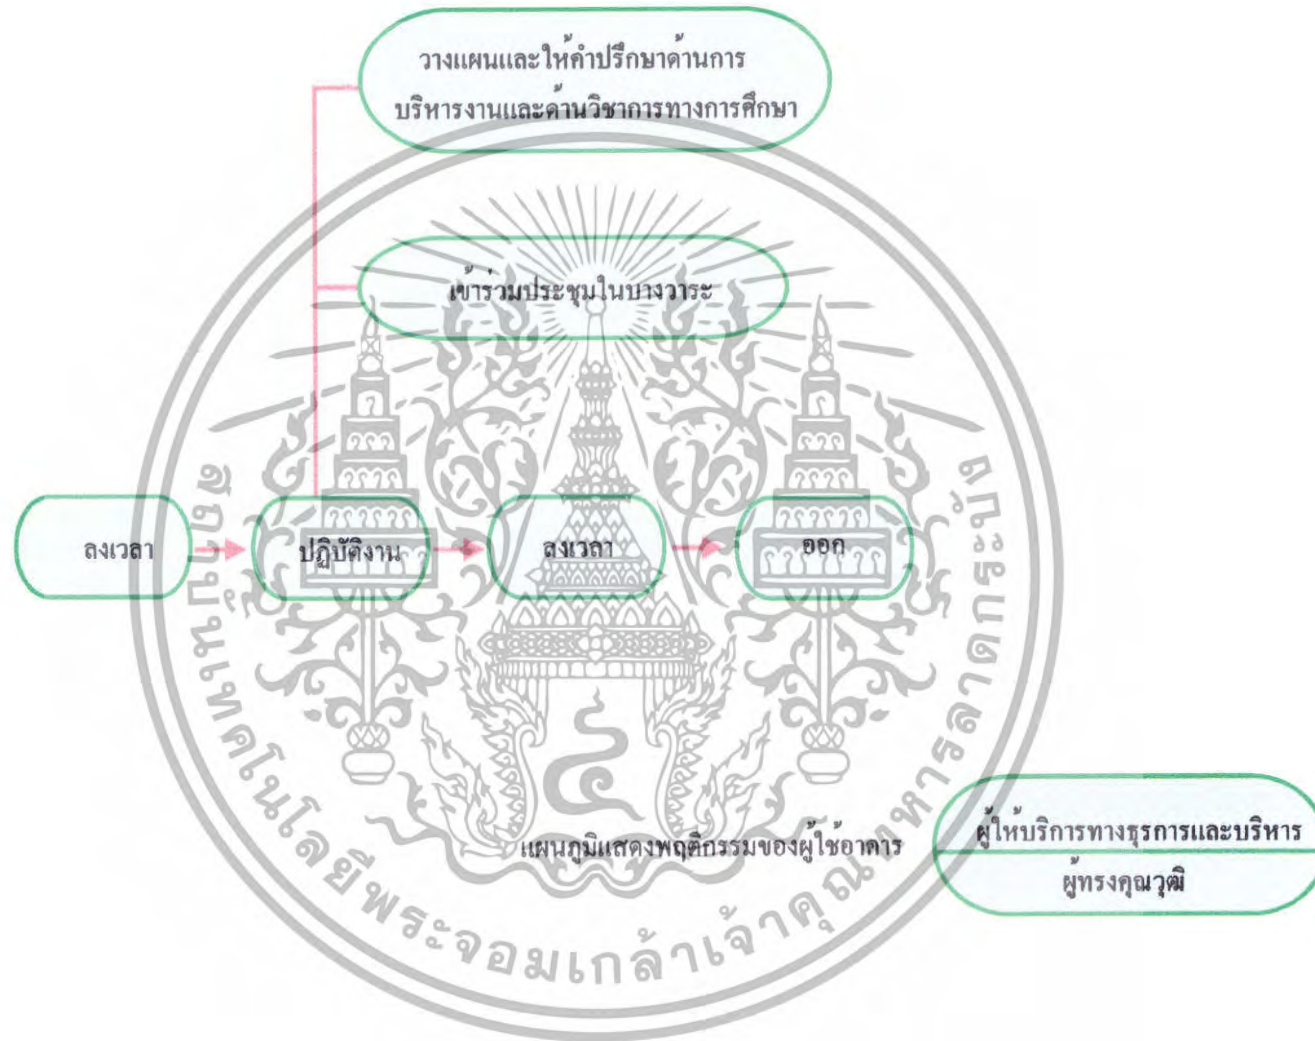 วางแผนและให้คำปรึกษาด้านการ
บริหารงานและด้านวิชาการทางการศึกษา
เข้าร่วมประชุมในบางวาระ
ลงเวลา
ปฏิบัติงาน
ลงเวลา
ออก
แผนภูมิแสดงพฤติกรรมของผู้ใช้อาคาร
ผู้ให้บริการทางธุรการและบริหาร
ผู้ทรงคุณวุฒิ
สถาบันเทคโนโลยีพระจอมเกล้าเจ้าคุณทหารลาดกระบัง